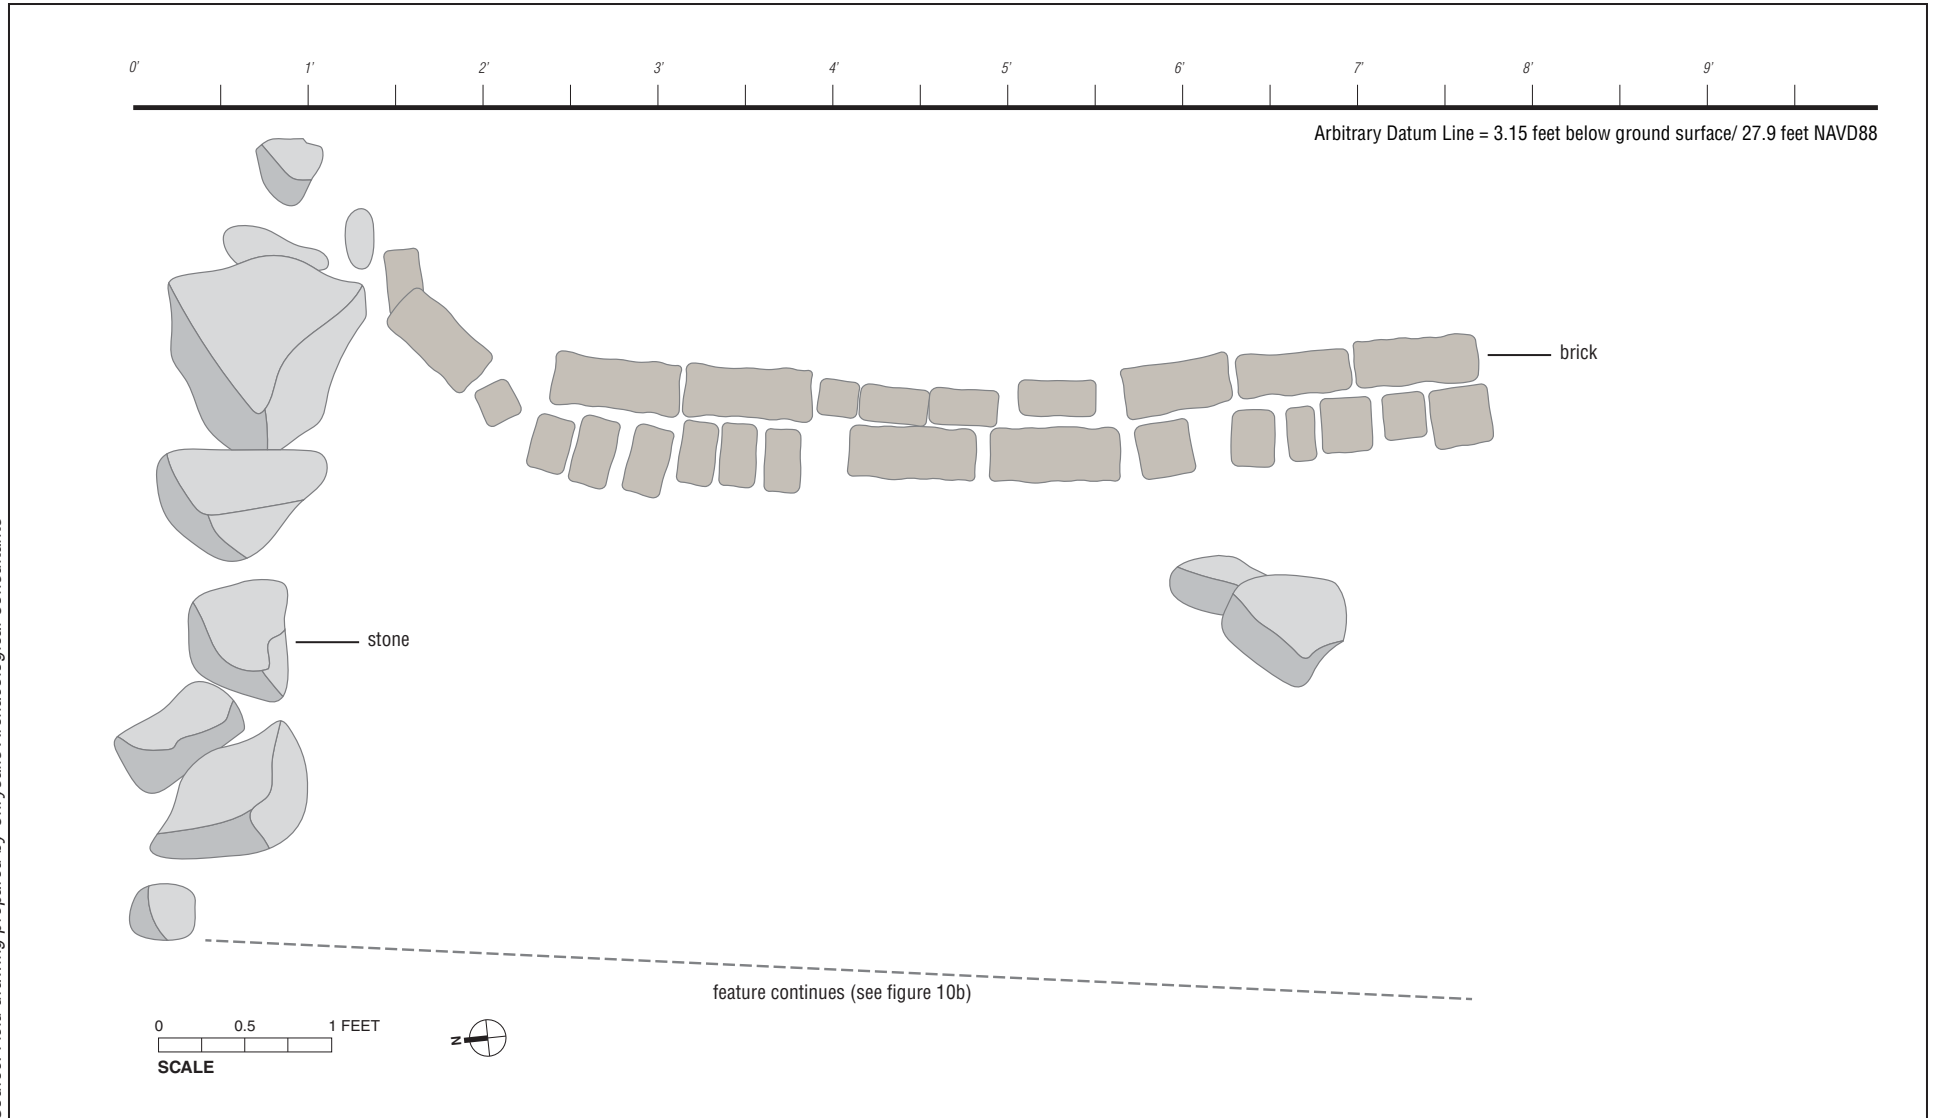 0' 1' 2' 3' 4' 5' 6' 7' 8' 9'
Arbitrary Datum Line = 3.15 feet below ground surface/ 27.9 feet NAVD88
brick
stone
feature continues (see figure 10b)
0 0.5 1 FEET
SCALE
N